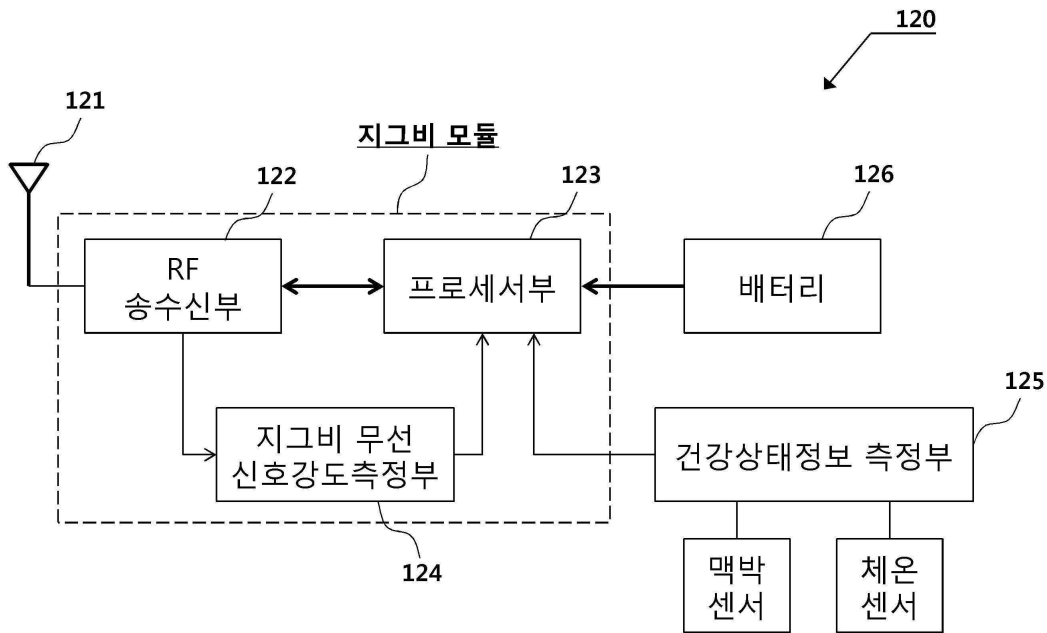 120
121
지그비 모듈
122
123
126
RF
송수신부
프로세서부
배터리
125
지그비 무선
신호강도측정부
건강상태정보 측정부
124
맥박
센서
체온
센서